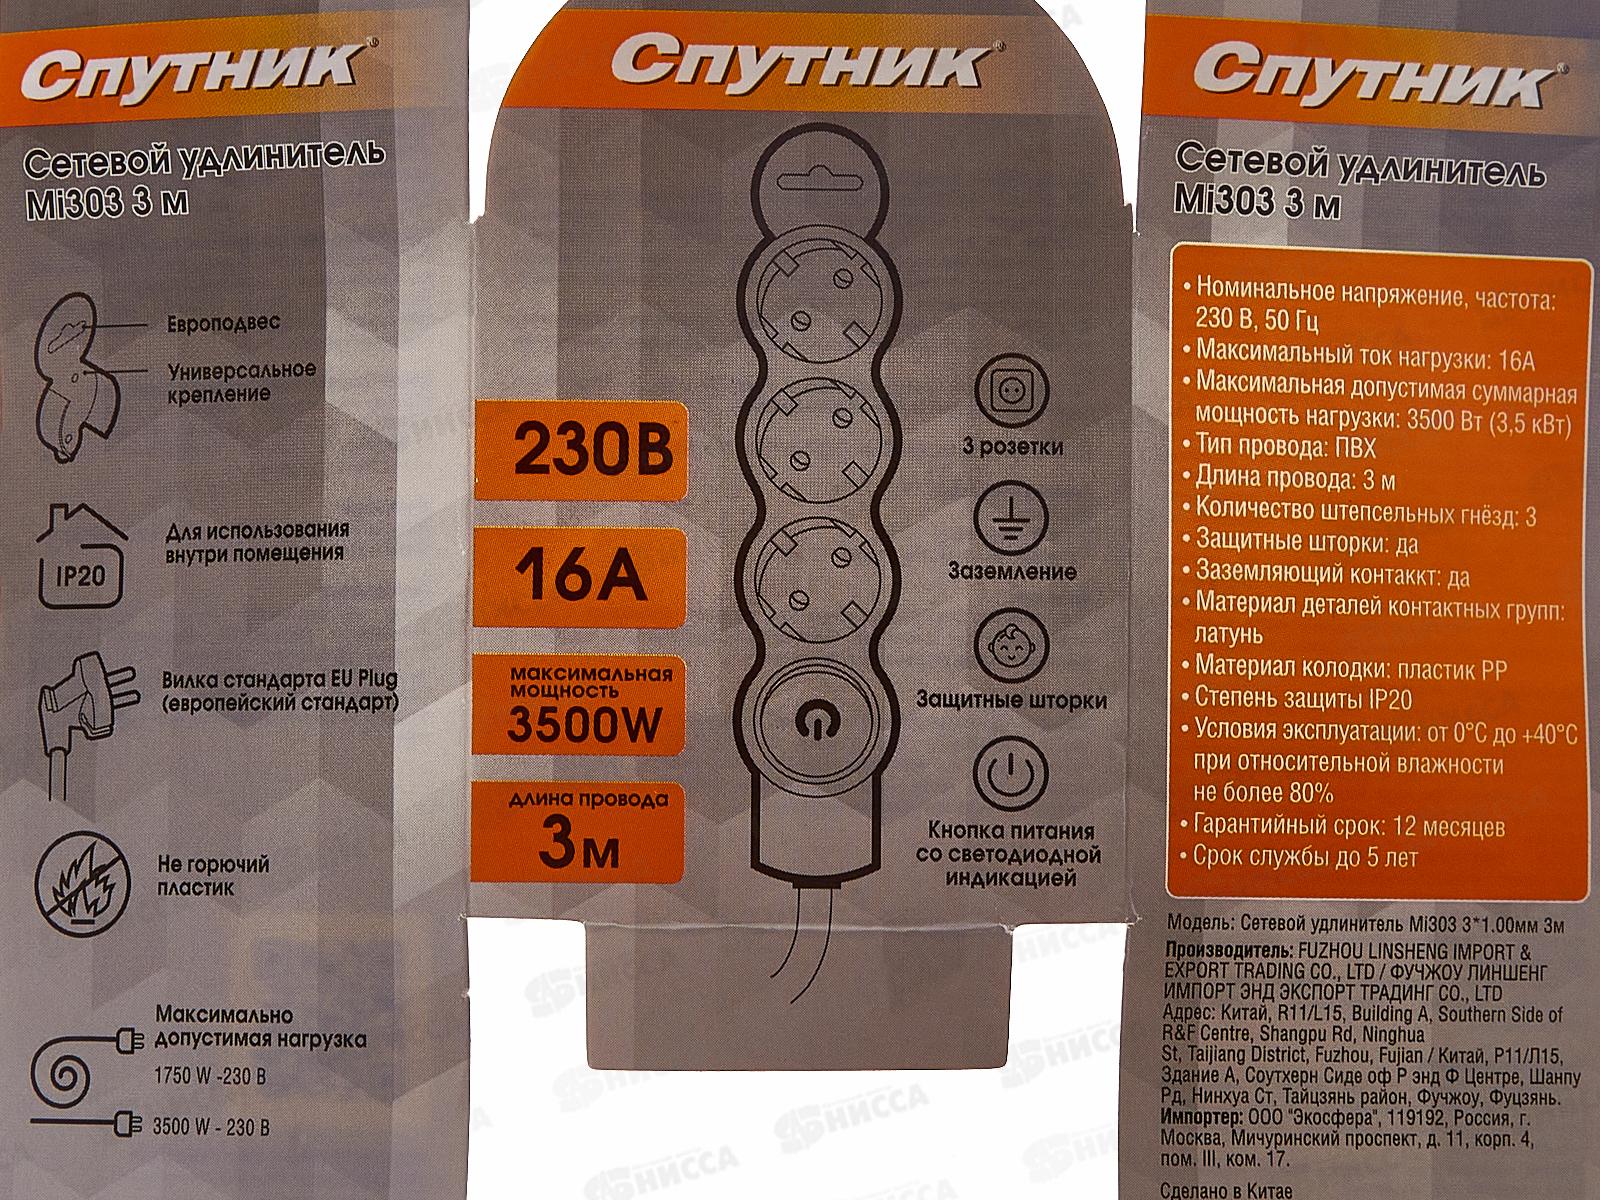 Спутник®
Сетевой удлинитель
Mi303 3 м
Европодвес
Универсальное
крепление
Для использования
внутри помещения
IP20
Вилка стандарта EU Plug
(европейский стандарт)
Не горючий
пластик
Максимально
допустимая нагрузка
1750 W -230 В
3500 W - 230 В
Спутник®
230В
16А
максимальная
мощность
3500W
длина провода
3м
3 розетки
Заземление
Защитные шторки
Кнопка питания
со светодиодной
индикацией
Спутник®
Сетевой удлинитель
Mi303 3 м
• Номинальное напряжение, частота:
230 В, 50 Гц
• Максимальный ток нагрузки: 16А
• Максимальная допустимая суммарная
мощность нагрузки: 3500 Вт (3,5 кВт)
• Тип провода: ПВХ
• Длина провода: 3 м
• Количество штепсельных гнёзд: 3
• Защитные шторки: да
• Заземляющий контаккт: да
• Материал деталей контактных групп:
латунь
• Материал колодки: пластик PP
• Степень защиты IP20
• Условия эксплуатации: от 0°С до +40°С
при относительной влажности
не более 80%
• Гарантийный срок: 12 месяцев
• Срок службы до 5 лет
Модель: Сетевой удлинитель Mi303 3*1.00мм 3м
Производитель: FUZHOU LINSHENG IMPORT &
EXPORT TRADING CO., LTD / ФУЧЖОУ ЛИНШЕНГ
ИМПОРТ ЭНД ЭКСПОРТ ТРАДИНГ СО., LTD
Адрес: Китай, R11/L15, Building A, Southern Side of
R&F Centre, Shangpu Rd, Ninghua
St, Taijiang District, Fuzhou, Fujian / Китай, Р11/Л15,
Здание А, Соутхерн Сиде оф Р энд Ф Центре, Шанпу
Рд, Нинхуа Ст, Тайцзянь район, Фучжоу, Фуцзянь.
Импортер: ООО "Экосфера", 119192, Россия, г.
Москва, Мичуринский проспект, д. 11, корп. 4,
пом. III, ком. 17.
Сделано в Китае
НИССА
НИССА
НИССА
НИССА
НИССА
НИССА